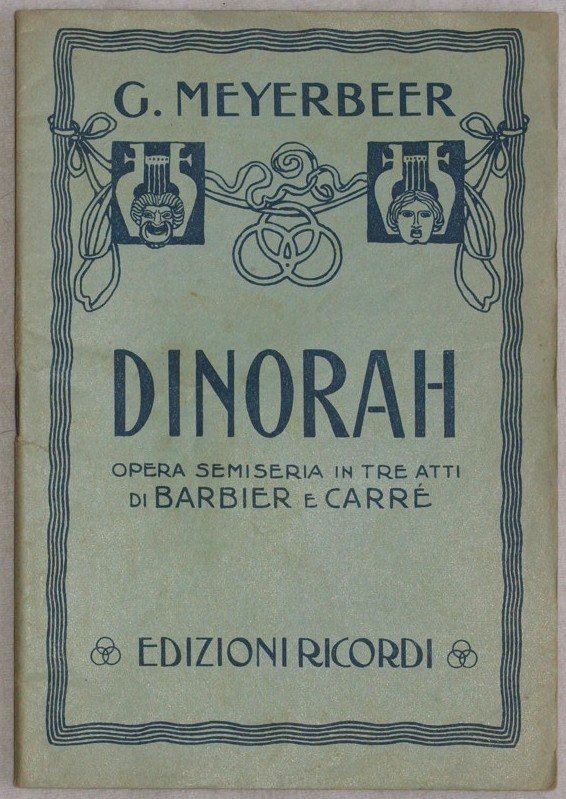 G. MEYERBEER
DINORAH
OPERA SEMISERIA IN TRE ATTI
DI BARBIER E CARRÉ
EDIZIONI RICORDI